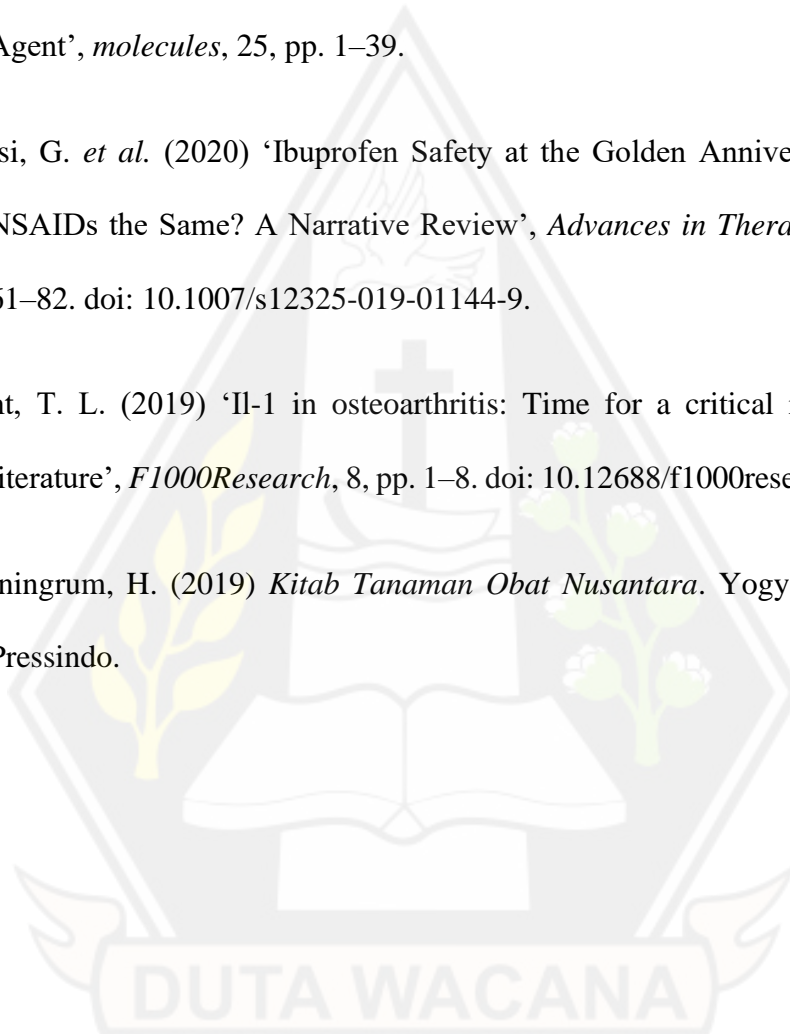 Agent’, molecules, 25, pp. 1–39.
si, G. et al. (2020) ‘Ibuprofen Safety at the Golden Annive
NSAIDs the Same? A Narrative Review’, Advances in Thera
61–82. doi: 10.1007/s12325-019-01144-9.
nt, T. L. (2019) ‘Il-1 in osteoarthritis: Time for a critical
iterature’, F1000Research, 8, pp. 1–8. doi: 10.12688/f1000rese
ningrum, H. (2019) Kitab Tanaman Obat Nusantara. Yogy
Pressindo.
DUTA WACANA